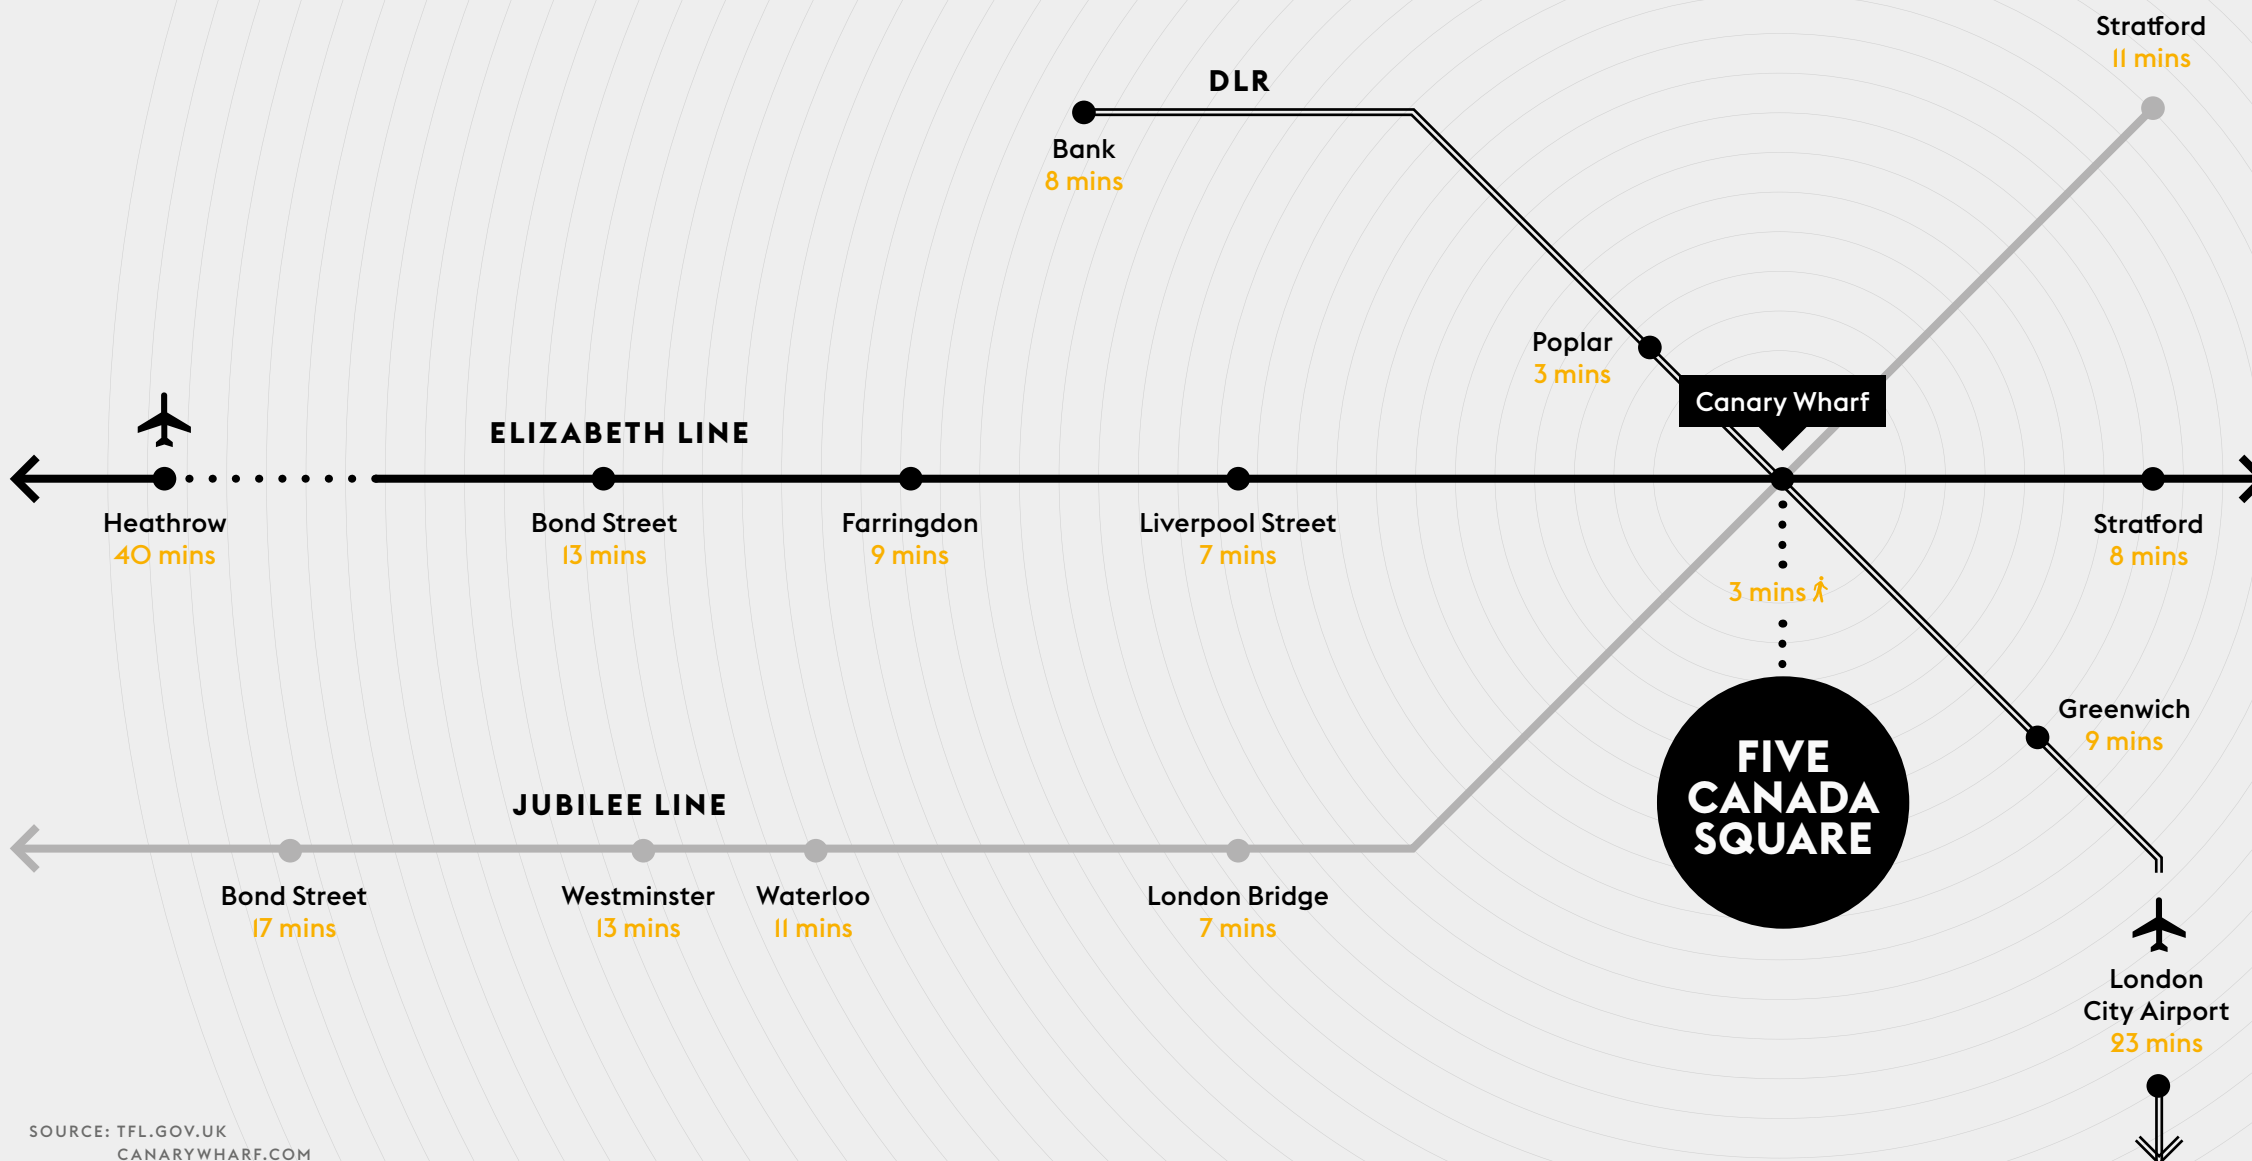 Stratford
11 mins
DLR
Bank
8 mins
Poplar
3 mins
Canary Wharf
ELIZABETH LINE
Heathrow
40 mins
Bond Street
13 mins
Farringdon
9 mins
Liverpool Street
7 mins
Stratford
8 mins
3 mins
Greenwich
9 mins
FIVE
CANADA
SQUARE
JUBILEE LINE
Bond Street
17 mins
Westminster
13 mins
Waterloo
11 mins
London Bridge
7 mins
London
City Airport
23 mins
SOURCE: TFL.GOV.UK
CANARYWHARF.COM